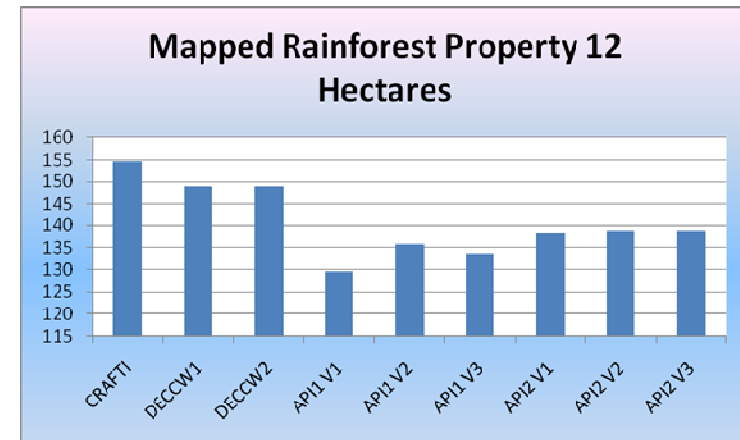 Mapped Rainforest Property 12
Hectares
160
155
150
145
140
135
130
125
120
115
CRAFTI
DECCW1
DECCW2
API1 V1
API1 V2
API1 V3
API2 V1
API2 V2
API2 V3